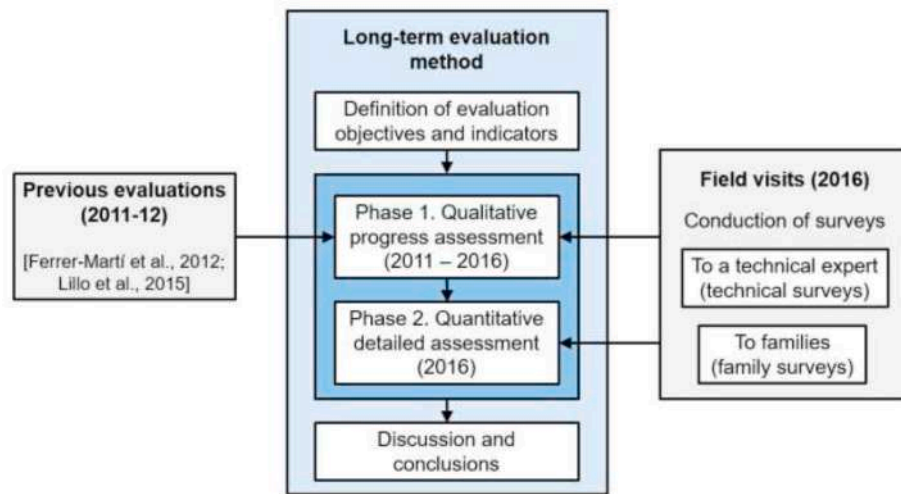 Long-term evaluation
method
Definition of evaluation
objectives and indicators
Previous evaluations
(2011-12)
[Ferrer-Martí et al., 2012;
Lillo et al., 2015]
Phase 1. Qualitative
progress assessment
(2011 – 2016)
Phase 2. Quantitative
detailed assessment
(2016)
Discussion and
conclusions
Field visits (2016)
Conduction of surveys
To a technical expert
(technical surveys)
To families
(family surveys)